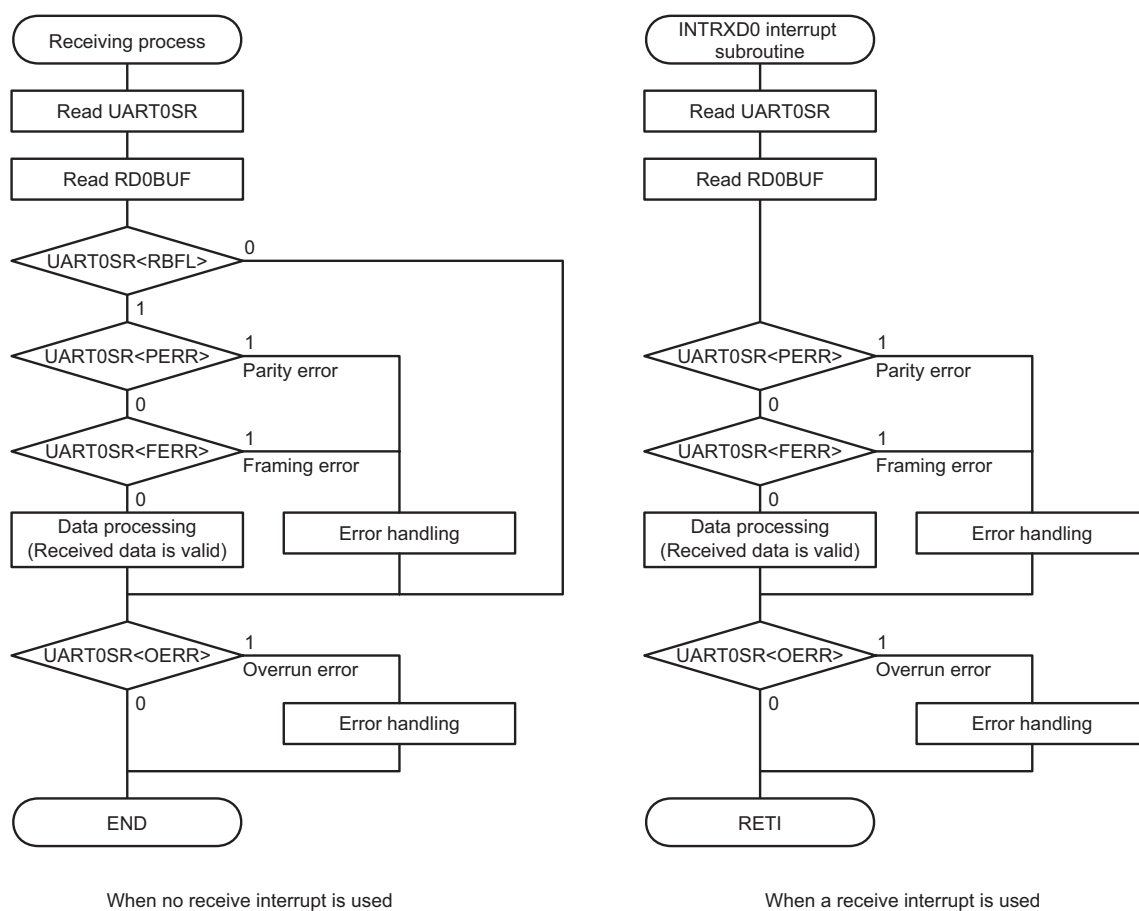 Receiving process
Read UART0SR
Read RD0BUF
UART0SR<RBFL>
0
1
UART0SR<PERR>
1
Parity error
0
UART0SR<FERR>
1
Framing error
0
Data processing
(Received data is valid)
Error handling
UART0SR<OERR>
1
Overrun error
0
Error handling
END
When no receive interrupt is used
INTRXD0 interrupt
subroutine
Read UART0SR
Read RD0BUF
UART0SR<PERR>
1
Parity error
0
UART0SR<FERR>
1
Framing error
0
Data processing
(Received data is valid)
Error handling
UART0SR<OERR>
1
Overrun error
0
Error handling
RETI
When a receive interrupt is used